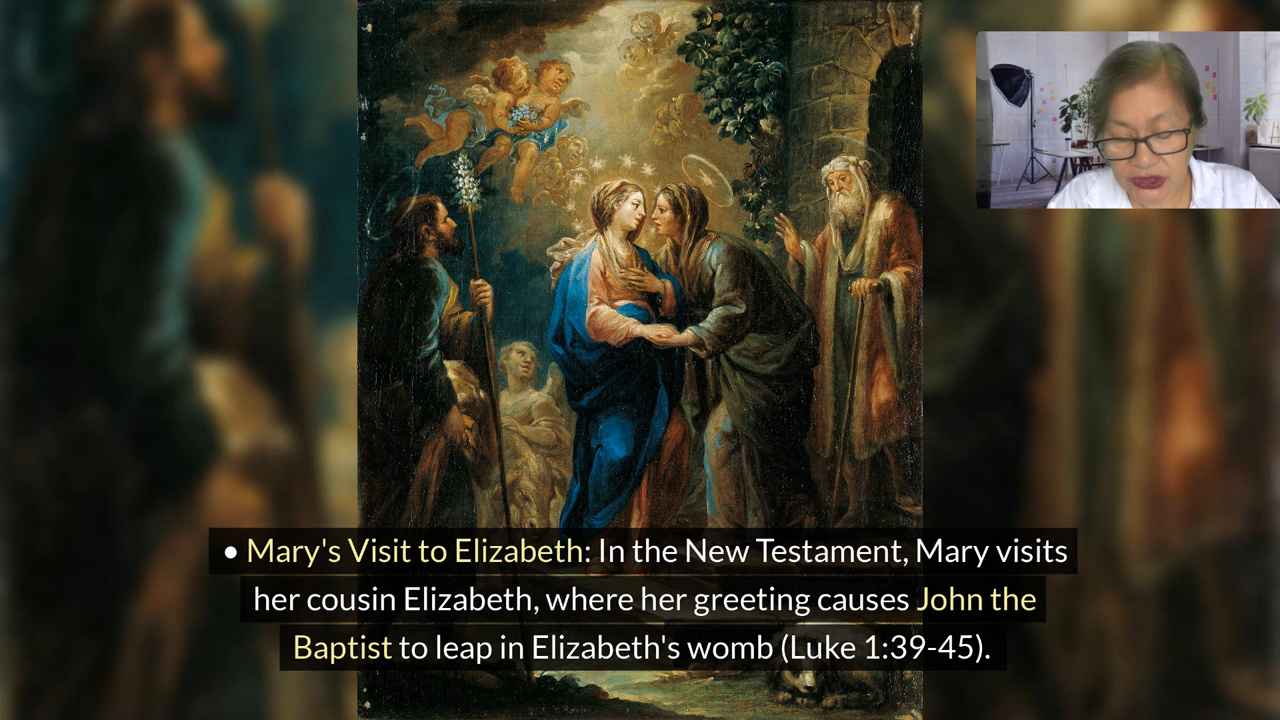 • Mary's Visit to Elizabeth: In the New Testament, Mary visits
her cousin Elizabeth, where her greeting causes John the
Baptist to leap in Elizabeth's womb (Luke 1:39-45).